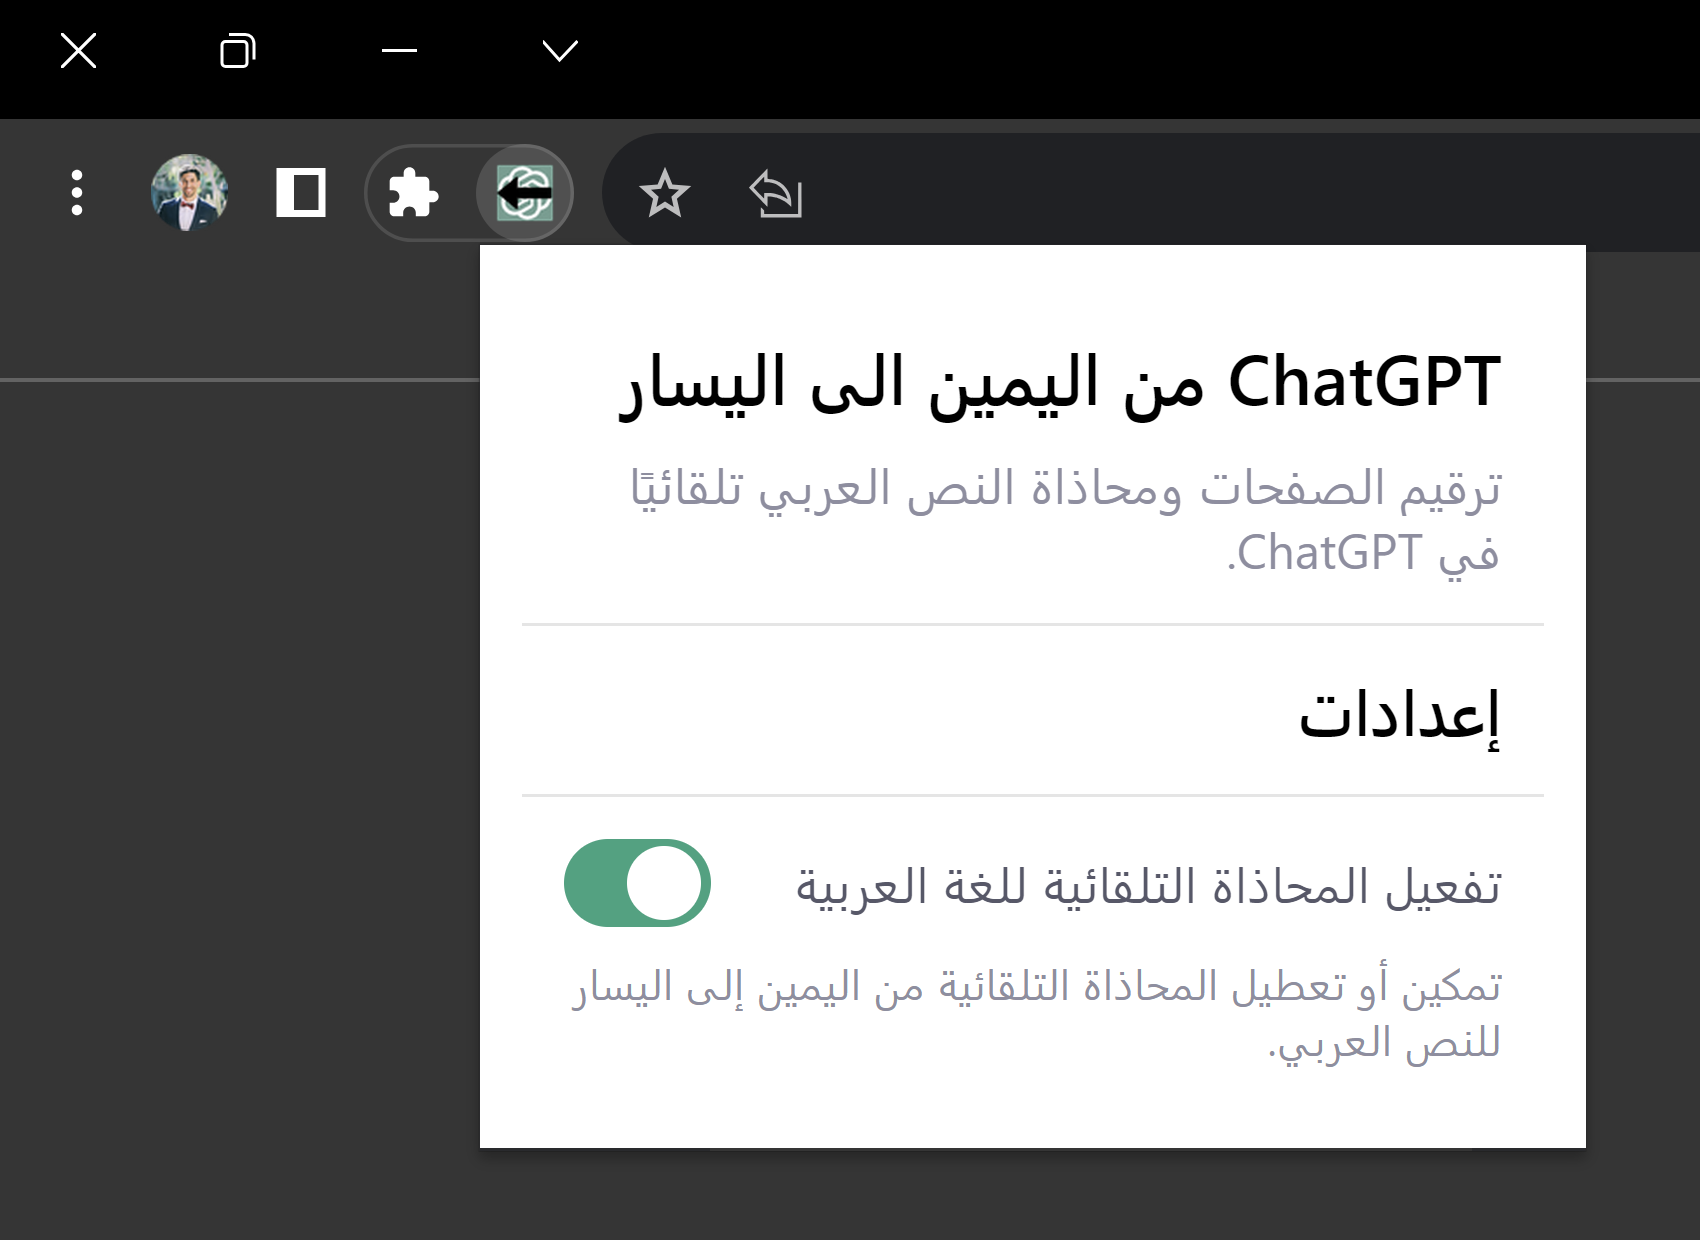 ChatGPT من اليمين الى اليسار
ترقيم الصفحات ومحاذاة النص العربي تلقائيًا
في ChatGPT.
إعدادات
تفعيل المحاذاة التلقائية للغة العربية
تمكين أو تعطيل المحاذاة التلقائية من اليمين إلى اليسار
للنص العربي.